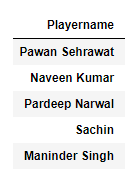 Playername
Pawan Sehrawat
Naveen Kumar
Pardeep Narwal
Sachin
Maninder Singh